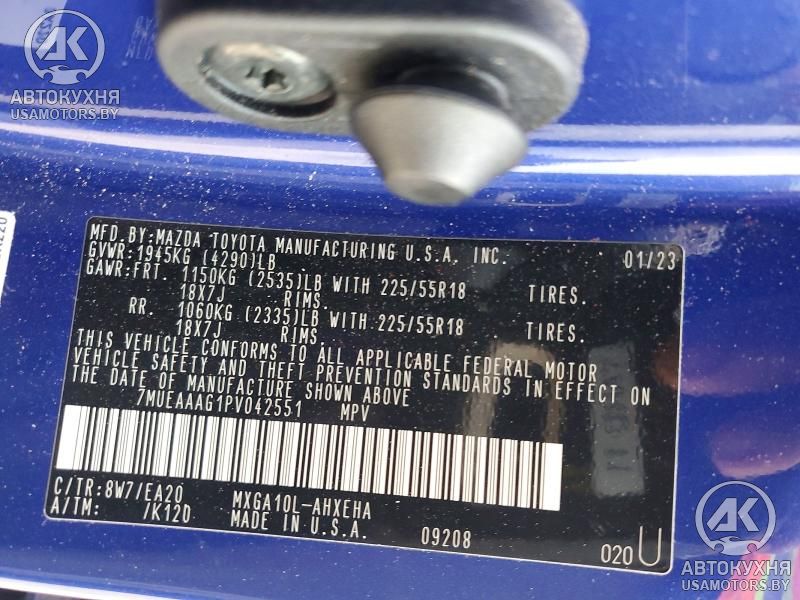 AK
АВТОКУХНЯ
USAMOTORS.BY
MFD.BY:MAZDA TOYOTA MANUFACTURING U.S.A, INC. 01/23
GVWR:1945KG (4290)LB
GAWR:FRT. 1150KG (2535)LB WITH 225/55R18 TIRES.
18X7J RIMS.
RR. 1060KG (2335)LB WITH 225/55R18 TIRES.
18X7J RIMS.
THIS VEHICLE CONFORMS TO ALL APPLICABLE FEDERAL MOTOR
VEHICLE SAFETY AND THEFT PREVENTION STANDARDS IN EFFECT ON
THE DATE OF MANUFACTURE SHOWN ABOVE
7MUEAAAG1PV042551 MPV
C/TR:8W7/EA20 MXGA10L-AHXEHA
A/TM: /K120 MADE IN U.S.A. 09208 020 U
AK
АВТОКУХНЯ
USAMOTORS.BY